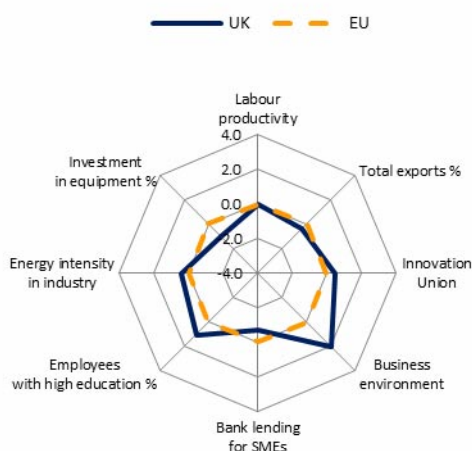 UK
EU
Labour
productivity
4.0
2.0
0.0
2.0
-4.0
Total exports %
Innovation
Union
Business
environment
Bank lending
for SMEs
Employees
with high education %
Energy intensity
in industry
Investment
in equipment %